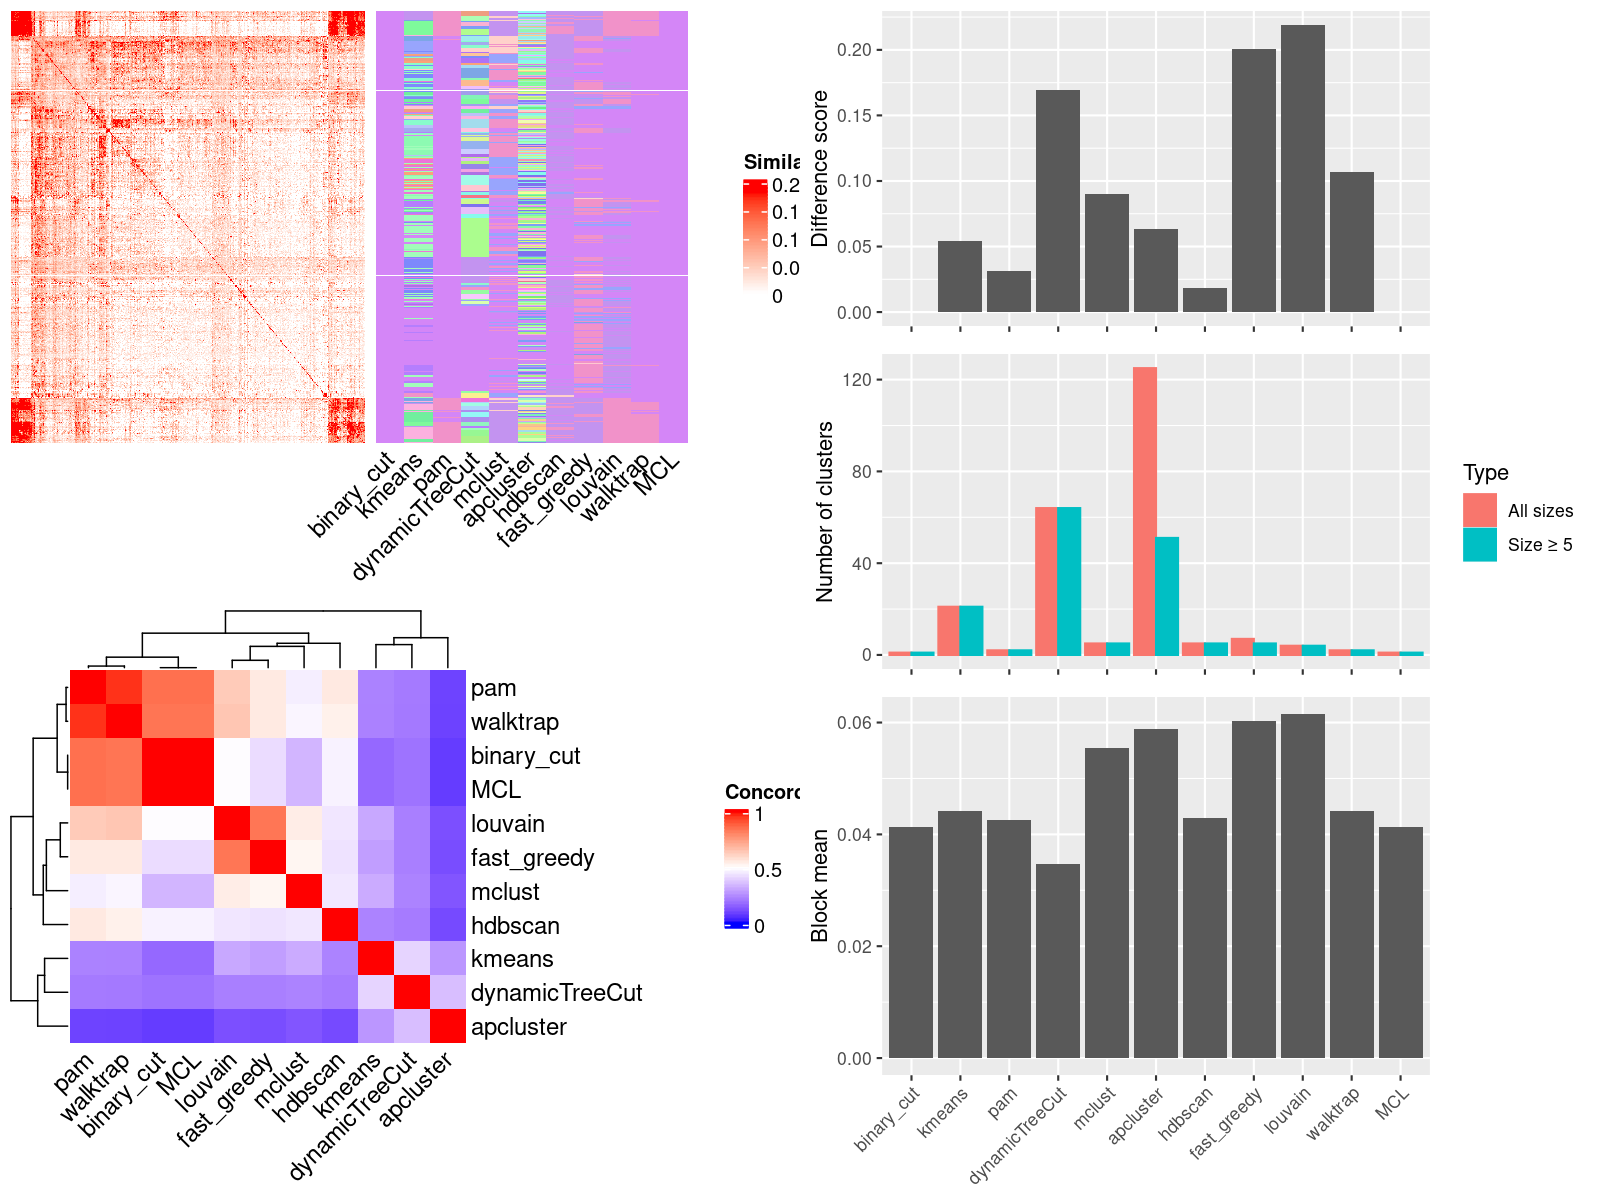 Simila
0.2
0.1
0.1
0.0
0
binary_cut
kmeans
pam
dynamicTreeCut
mclust
apcluster
hdbscan
fast_greedy
louvain
walktrap
MCL
pam
walktrap
binary_cut
MCL
louvain
fast_greedy
mclust
hdbscan
kmeans
dynamicTreeCut
apcluster
Concord
1
0.5
0
pam
walktrap
binary_cut
MCL
louvain
fast_greedy
mclust
hdbscan
kmeans
dynamicTreeCut
apcluster
Difference score
0.20
0.15
0.10
0.05
0.00
Number of clusters
120
80
40
0
Type
All sizes
Size ≥ 5
Block mean
0.06
0.04
0.02
0.00
binary_cut
kmeans
pam
dynamicTreeCut
mclust
apcluster
hdbscan
fast_greedy
louvain
walktrap
MCL